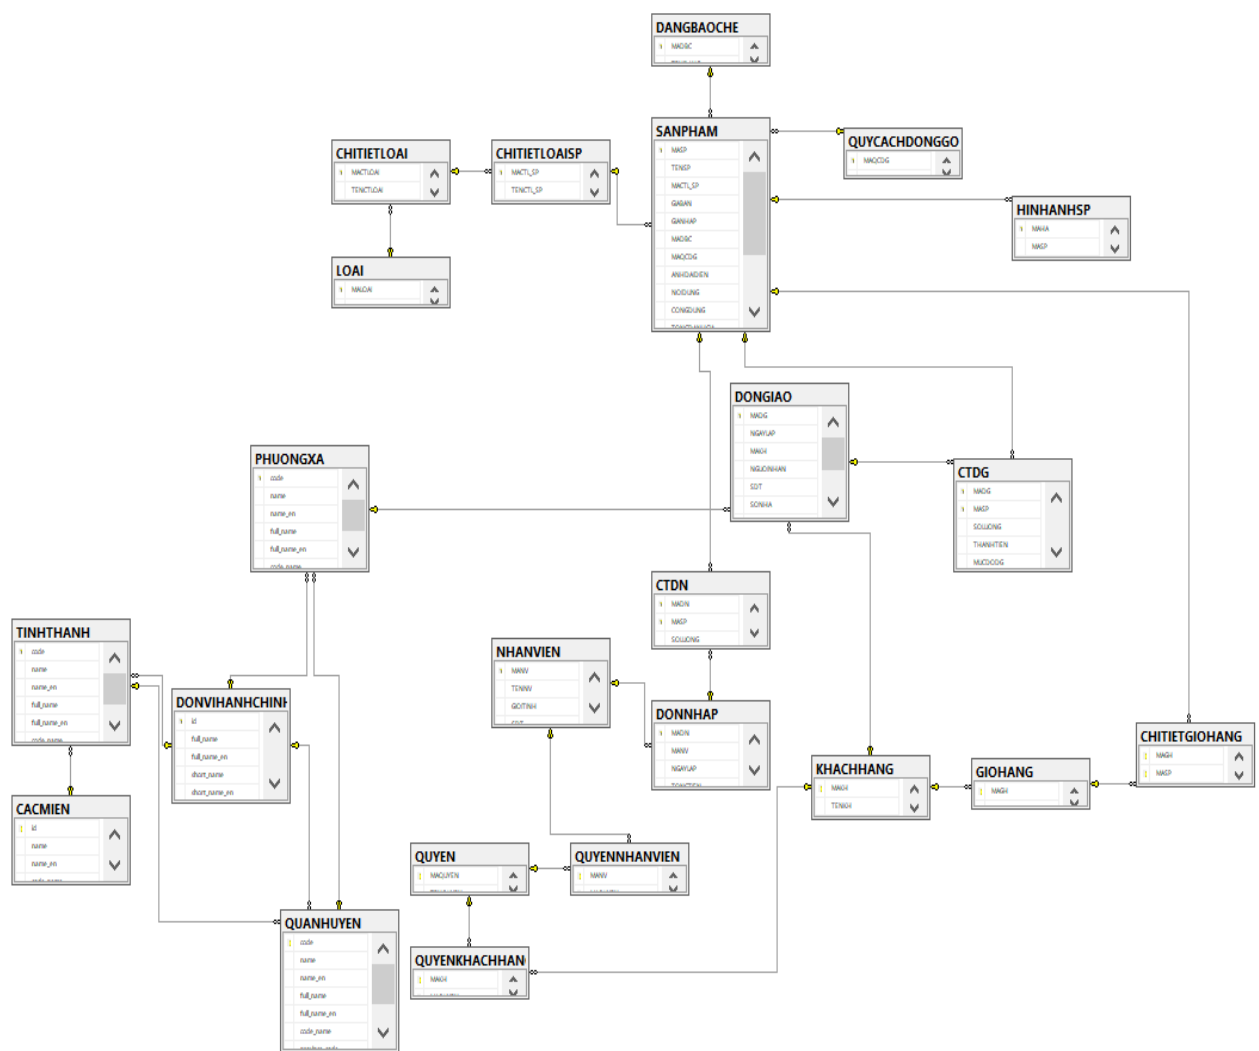 DANGBAOCHE
MADBC
SANPHAM
MASP
TENSP
MACTL_SP
GIABAN
GIANHAP
MADBC
MAQCDG
ANHDAIDIEN
NOIDUNG
CONGDUNG
QUYCACHDONGGO
MAQCDG
HINHANHSP
MAHA
MASP
CHITIETLOAI
MACTLOAI
TENCTLOAI
CHITIETLOAISP
MACTL_SP
TENCTL_SP
LOAI
MALOAI
DONGIAO
MADG
NGAYLAP
MAKH
NGUOINHAN
SDT
SONHA
CTDG
MADG
MASP
SOLUONG
THANHTIEN
PHUONGXA
code
name
name_en
full_name
full_name_en
code_name
CTDN
MADN
MASP
SOLUONG
TINHTHANH
code
name
name_en
full_name
full_name_en
code_name
NHANVIEN
MANV
TENNV
GIOITINH
SDT
DONVIHANHCHINH
id
full_name
full_name_en
short_name
short_name_en
DONNHAP
MADN
MANV
NGAYLAP
CHITIETGIOHANG
MAGH
MASP
KHACHHANG
MAKH
TENKH
GIOHANG
MAGH
CACMIEN
id
name
name_en
code_name
QUYEN
MAQUYEN
QUYENNHANVIEN
MANV
QUANHUYEN
code
name
name_en
full_name
full_name_en
code_name
QUYENKHACHHAN
MAKH